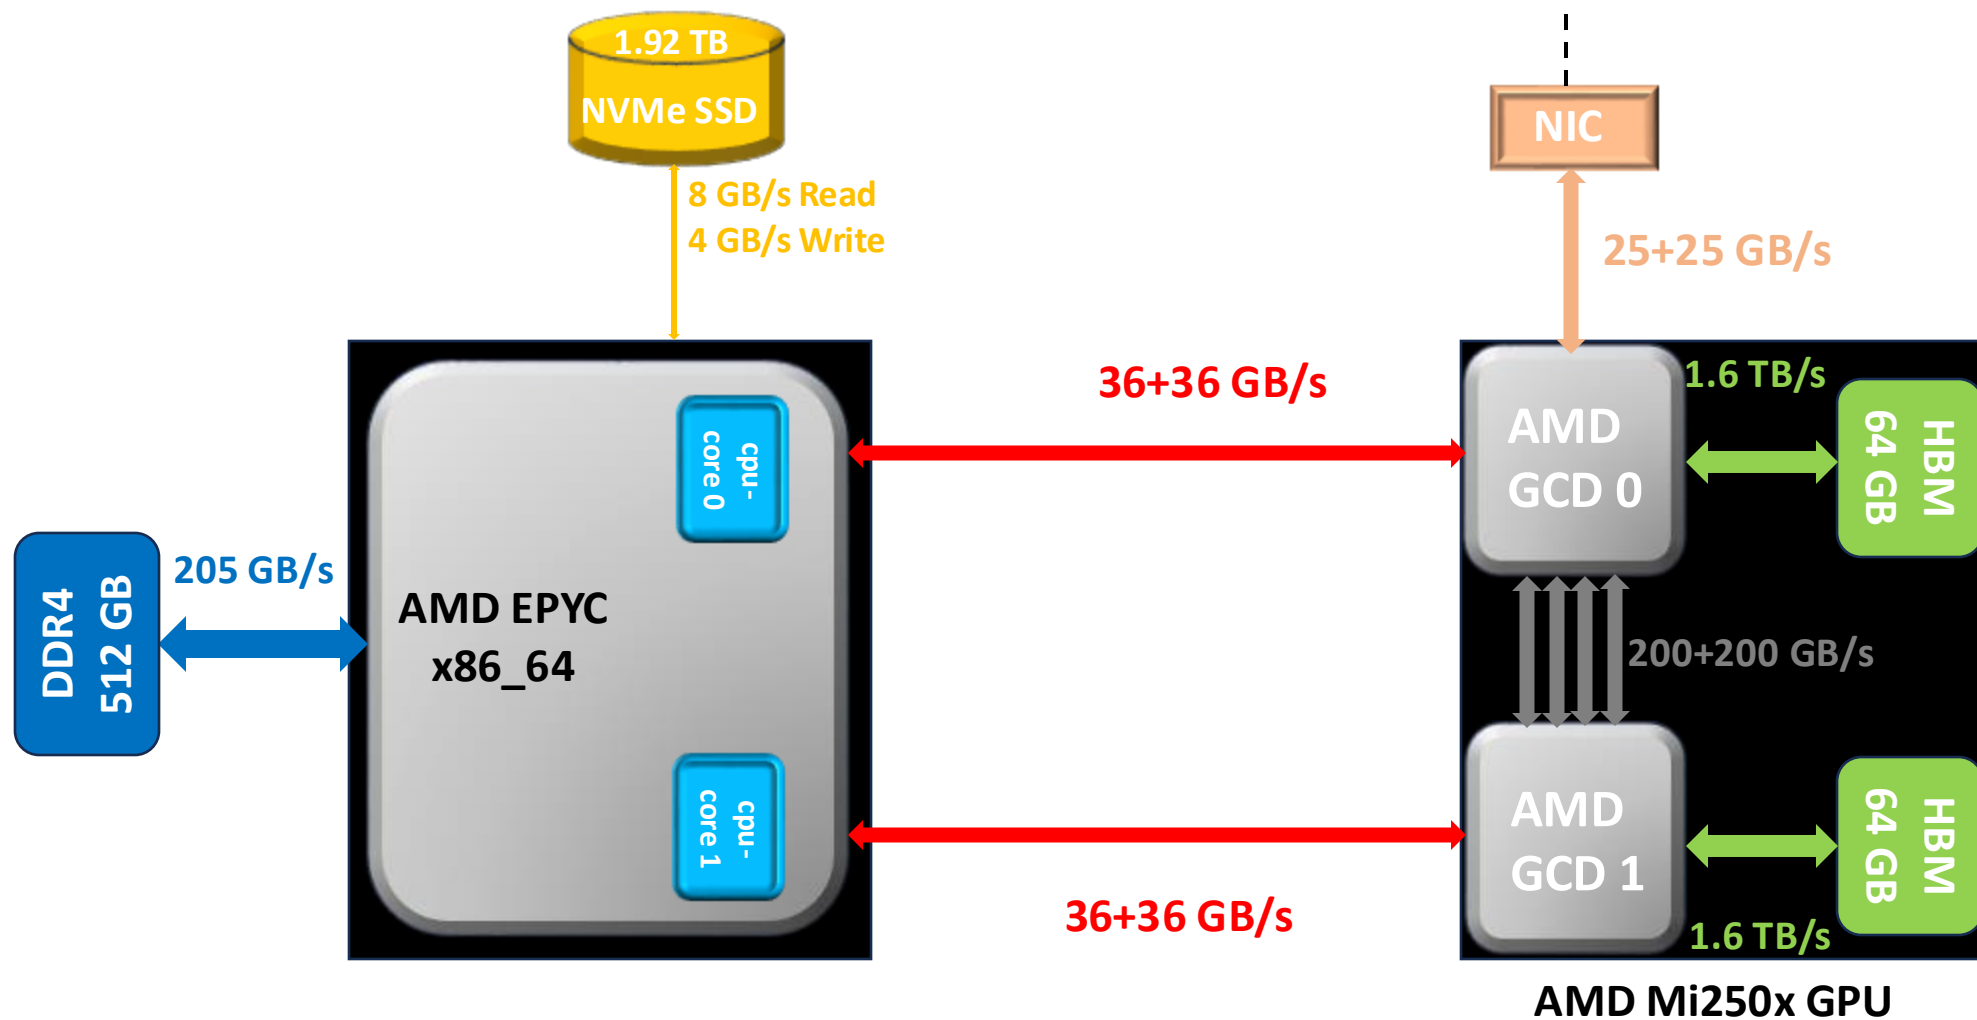 1.92 TB
NVMe SSD
8 GB/s Read
4 GB/s Write
NIC
25+25 GB/s
36+36 GB/s
1.6 TB/s
cpu-
core 0
AMD
GCD 0
HBM
64 GB
205 GB/s
DDR4
512 GB
AMD EPYC
x86_64
200+200 GB/s
cpu-
core 1
AMD
GCD 1
HBM
64 GB
36+36 GB/s
1.6 TB/s
AMD Mi250x GPU